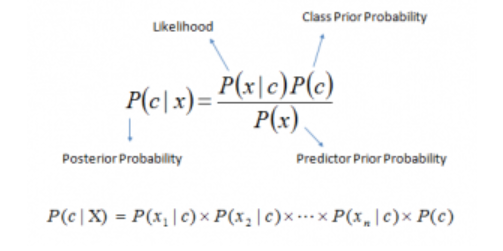 Likelihood
Class Prior Probability
P(c | x) = P(x | c)P(c) / P(x)
Posterior Probability
Predictor Prior Probability
P(c | X) = P(x₁ | c) × P(x₂ | c) × ··· × P(xₙ | c) × P(c)